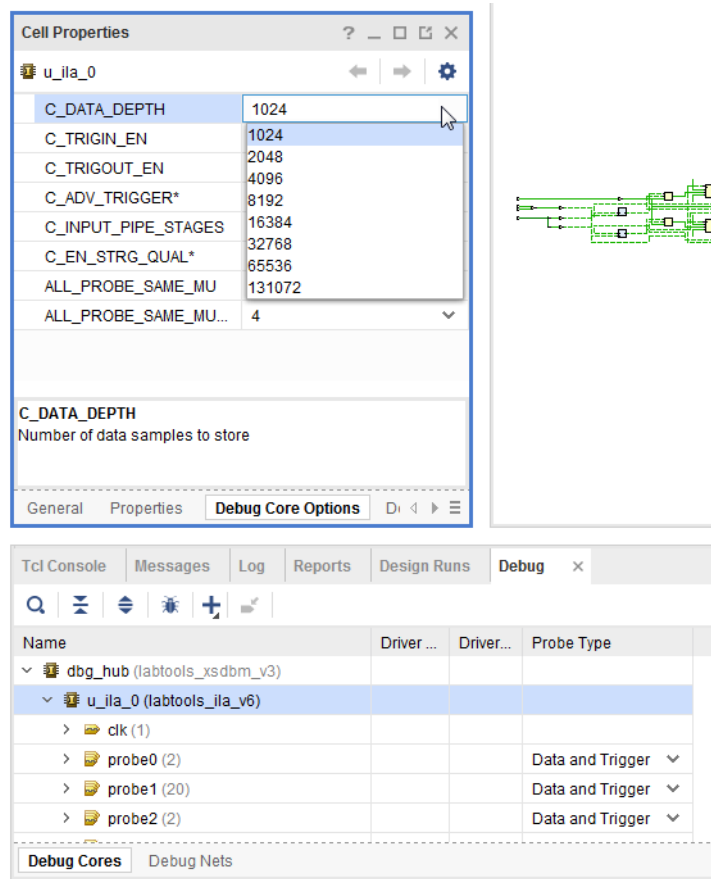 Cell Properties
u_ila_0
C_DATA_DEPTH 1024
C_TRIGIN_EN 1024
C_TRIGOUT_EN 2048
C_ADV_TRIGGER* 4096
C_INPUT_PIPE_STAGES 8192
C_EN_STRG_QUAL* 16384
ALL_PROBE_SAME_MU 32768
65536
131072
ALL_PROBE_SAME_MU... 4
C_DATA_DEPTH
Number of data samples to store
General Properties Debug Core Options
Tcl Console Messages Log Reports Design Runs Debug
Name Driver ... Driver... Probe Type
dbg_hub (labtools_xsdbm_v3)
u_ila_0 (labtools_ila_v6)
clk (1)
probe0 (2) Data and Trigger
probe1 (20) Data and Trigger
probe2 (2) Data and Trigger
Debug Cores Debug Nets